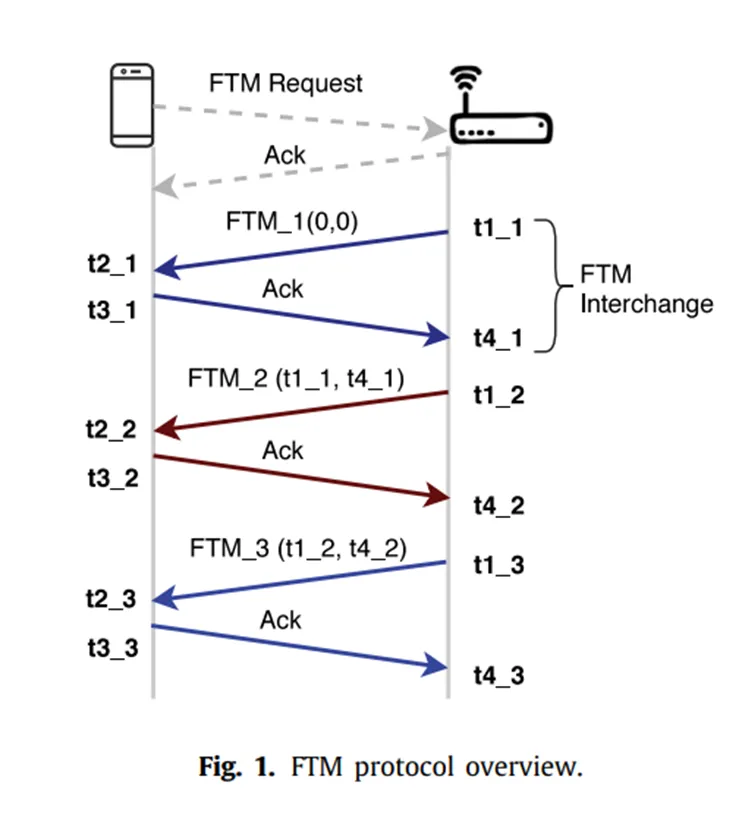 FTM Request
Ack
FTM_1(0,0)
t1_1
t2_1
Ack
FTM
Interchange
t3_1
t4_1
FTM_2 (t1_1, t4_1)
t1_2
t2_2
Ack
t3_2
t4_2
FTM_3 (t1_2, t4_2)
t1_3
t2_3
Ack
t3_3
t4_3
Fig. 1. FTM protocol overview.